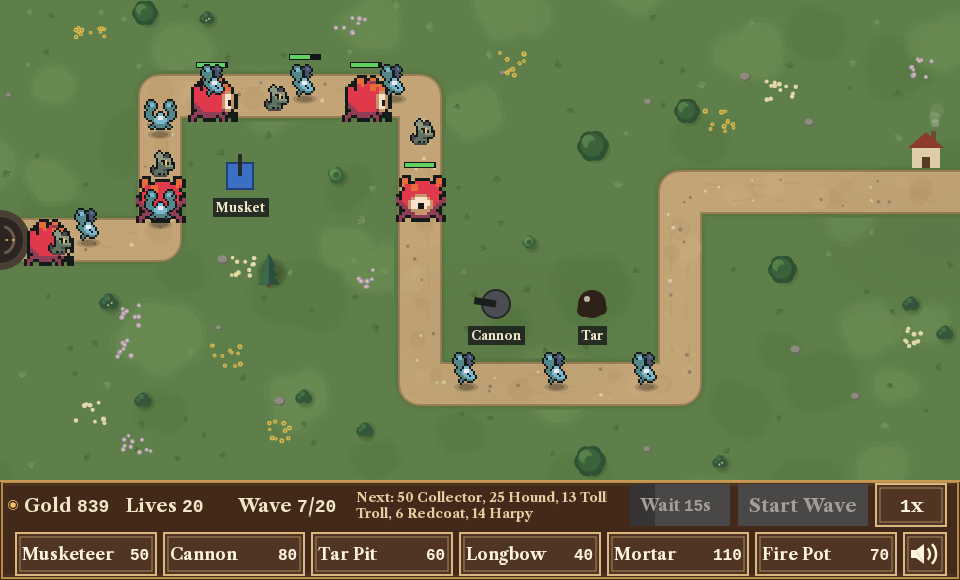 Musket
Cannon
Tar
Gold 839
Lives 20
Wave 7/20
Next: 50 Collector, 25 Hound, 13 Toll
Troll, 6 Redcoat, 14 Harpy
Wait 15s
Start Wave
1x
Musketeer 50
Cannon 80
Tar Pit 60
Longbow 40
Mortar 110
Fire Pot 70